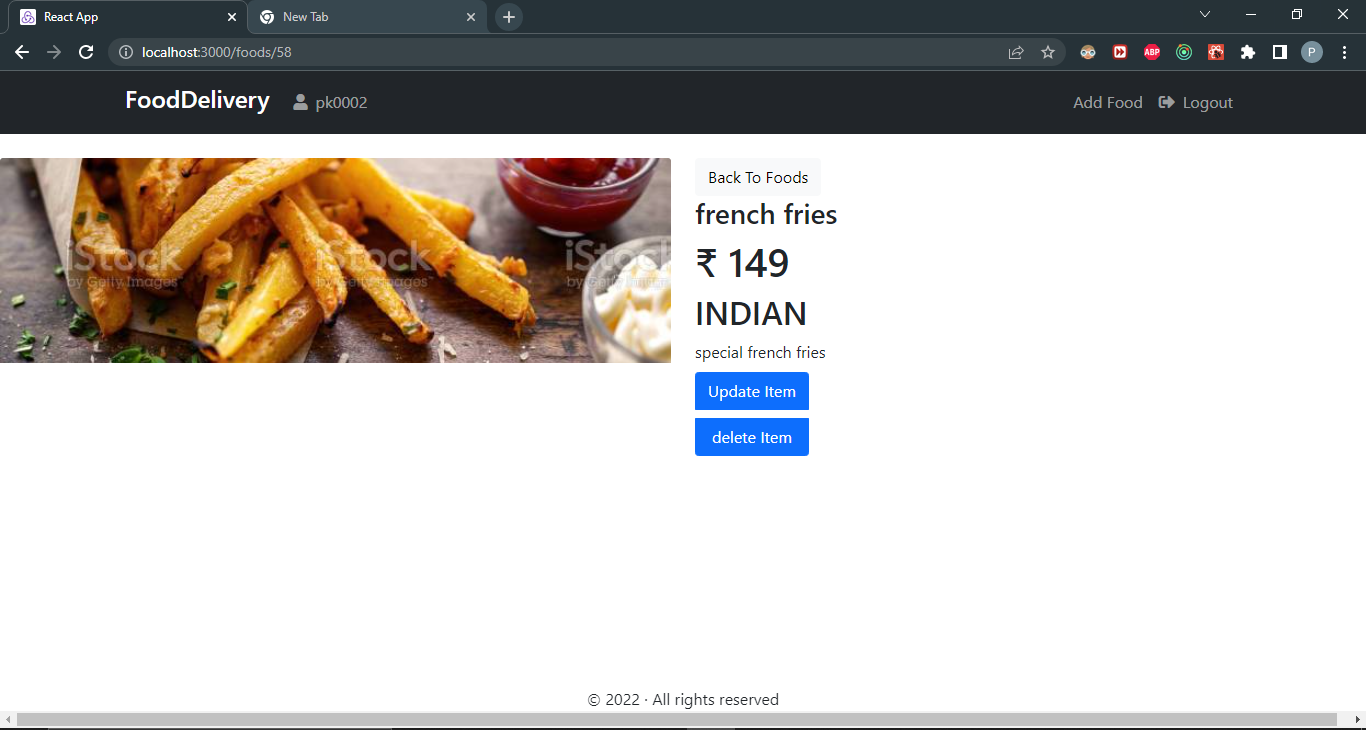 React App
New Tab
localhost:3000/foods/58
ABP
P
FoodDelivery pk0002 Add Food Logout
iStock iStock iStock
by Getty Images by Getty Images™ by Getty Images
Back To Foods
french fries
₹ 149
INDIAN
special french fries
Update Item
delete Item
© 2022 · All rights reserved